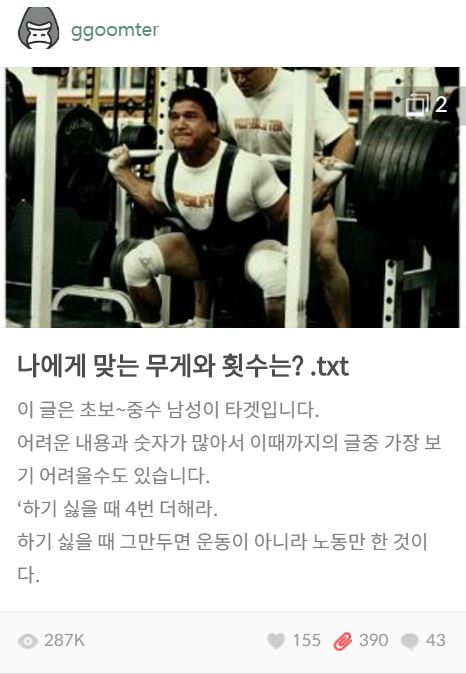 ggoomter
2
나에게 맞는 무게와 횟수는? .txt
이 글은 초보~중수 남성이 타겟입니다.
어려운 내용과 숫자가 많아서 이때까지의 글중 가장 보
기 어려울수도 있습니다.
‘하기 싫을 때 4번 더해라.
하기 싫을 때 그만두면 운동이 아니라 노동만 한 것이
다.
287K
155
390
43